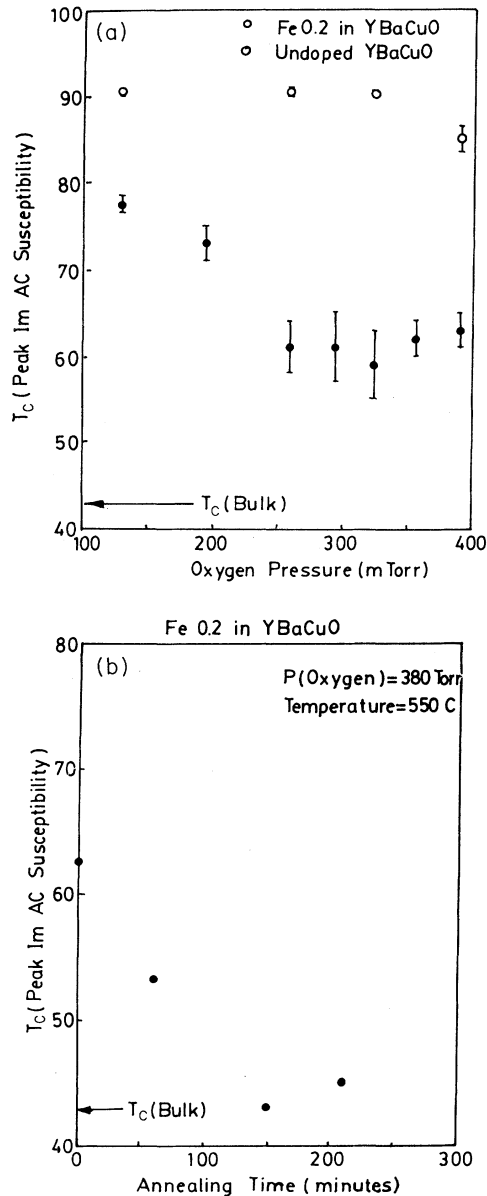 100
(a)
Fe 0.2 in YBaCuO
Undoped YBaCuO
90
80
70
60
50
40
T_C (Peak Im AC Susceptibility)
T_C (Bulk)
100 200 300 400
Oxygen Pressure (mTorr)
Fe 0.2 in YBaCuO
80
(b)
P(Oxygen)=380 Torr
Temperature=550 C
70
60
50
40
T_C (Peak Im AC Susceptibility)
T_C (Bulk)
0 100 200 300
Annealing Time (minutes)